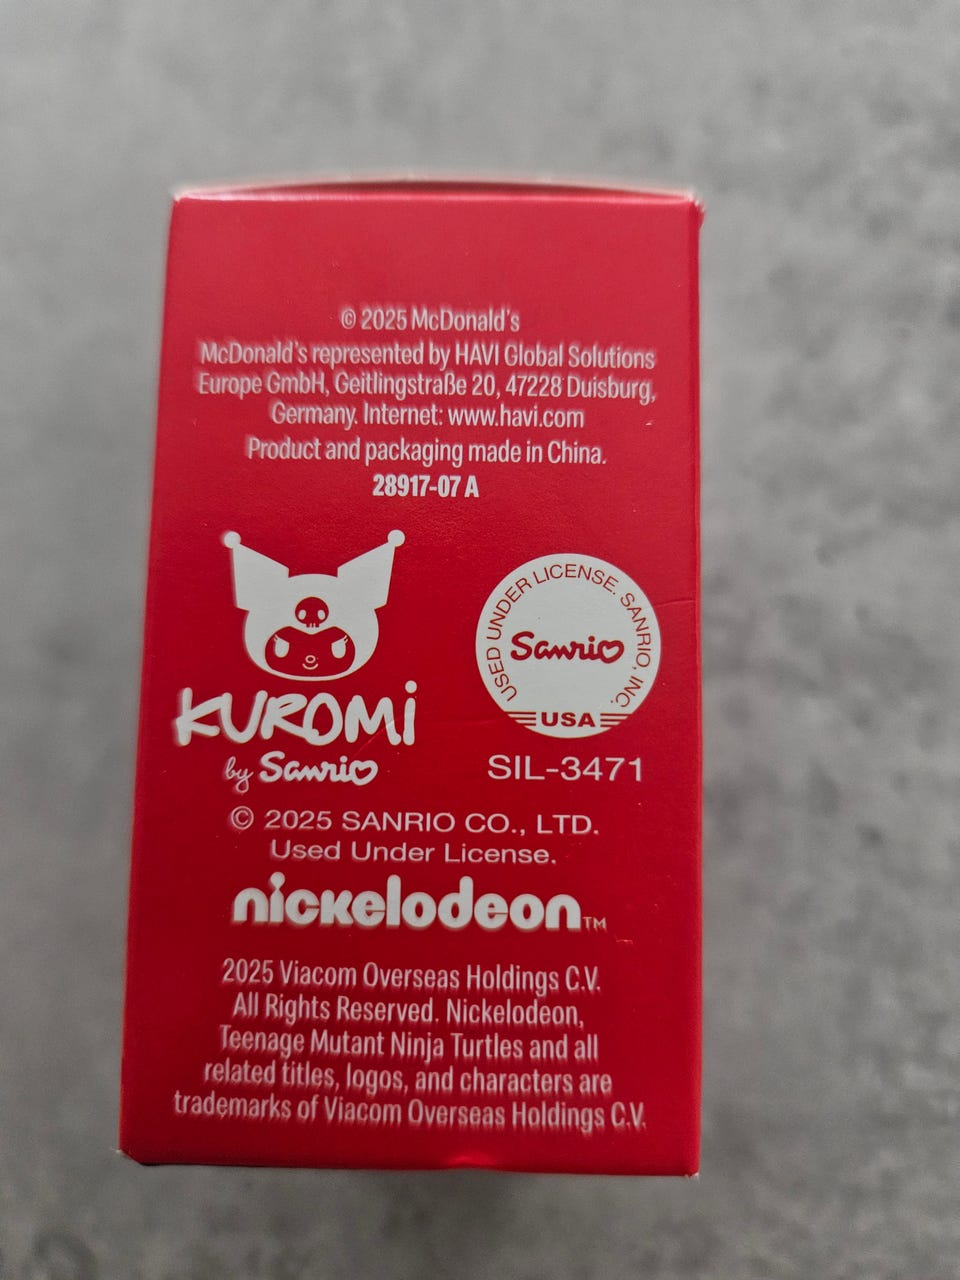 © 2025 McDonald's
McDonald's represented by HAVI Global Solutions
Europe GmbH, Geitlingstraße 20, 47228 Duisburg,
Germany. Internet: www.havi.com
Product and packaging made in China.
28917-07 A
KUROMi
by Sanrio
USED UNDER LICENSE. SANRIO, INC.
Sanrio
USA
SIL-3471
© 2025 SANRIO CO., LTD.
Used Under License.
nickelodeon™
2025 Viacom Overseas Holdings C.V.
All Rights Reserved. Nickelodeon,
Teenage Mutant Ninja Turtles and all
related titles, logos, and characters are
trademarks of Viacom Overseas Holdings C.V.